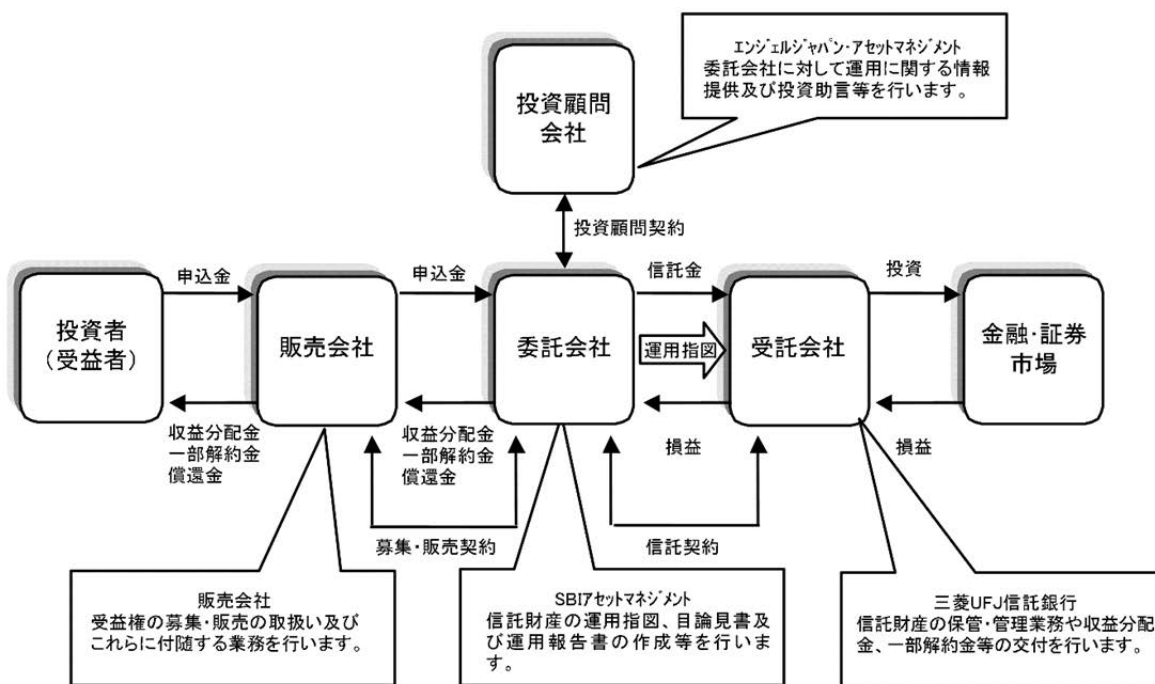 エンジェルジャパン・アセットマネジメント
委託会社に対して運用に関する情報
提供及び投資助言等を行います。
投資顧問
会社
投資顧問契約
申込金
申込金
信託金
投資
投資者
(受益者)
販売会社
委託会社
運用指図
受託会社
金融・証券
市場
収益分配金
一部解約金
償還金
収益分配金
一部解約金
償還金
損益
損益
募集・販売契約
信託契約
販売会社
受益権の募集・販売の取扱い及び
これらに付随する業務を行います。
SBIアセットマネジメント
信託財産の運用指図、目論見書及
び運用報告書の作成等を行いま
す。
三菱UFJ信託銀行
信託財産の保管・管理業務や収益分配
金、一部解約金等の交付を行います。